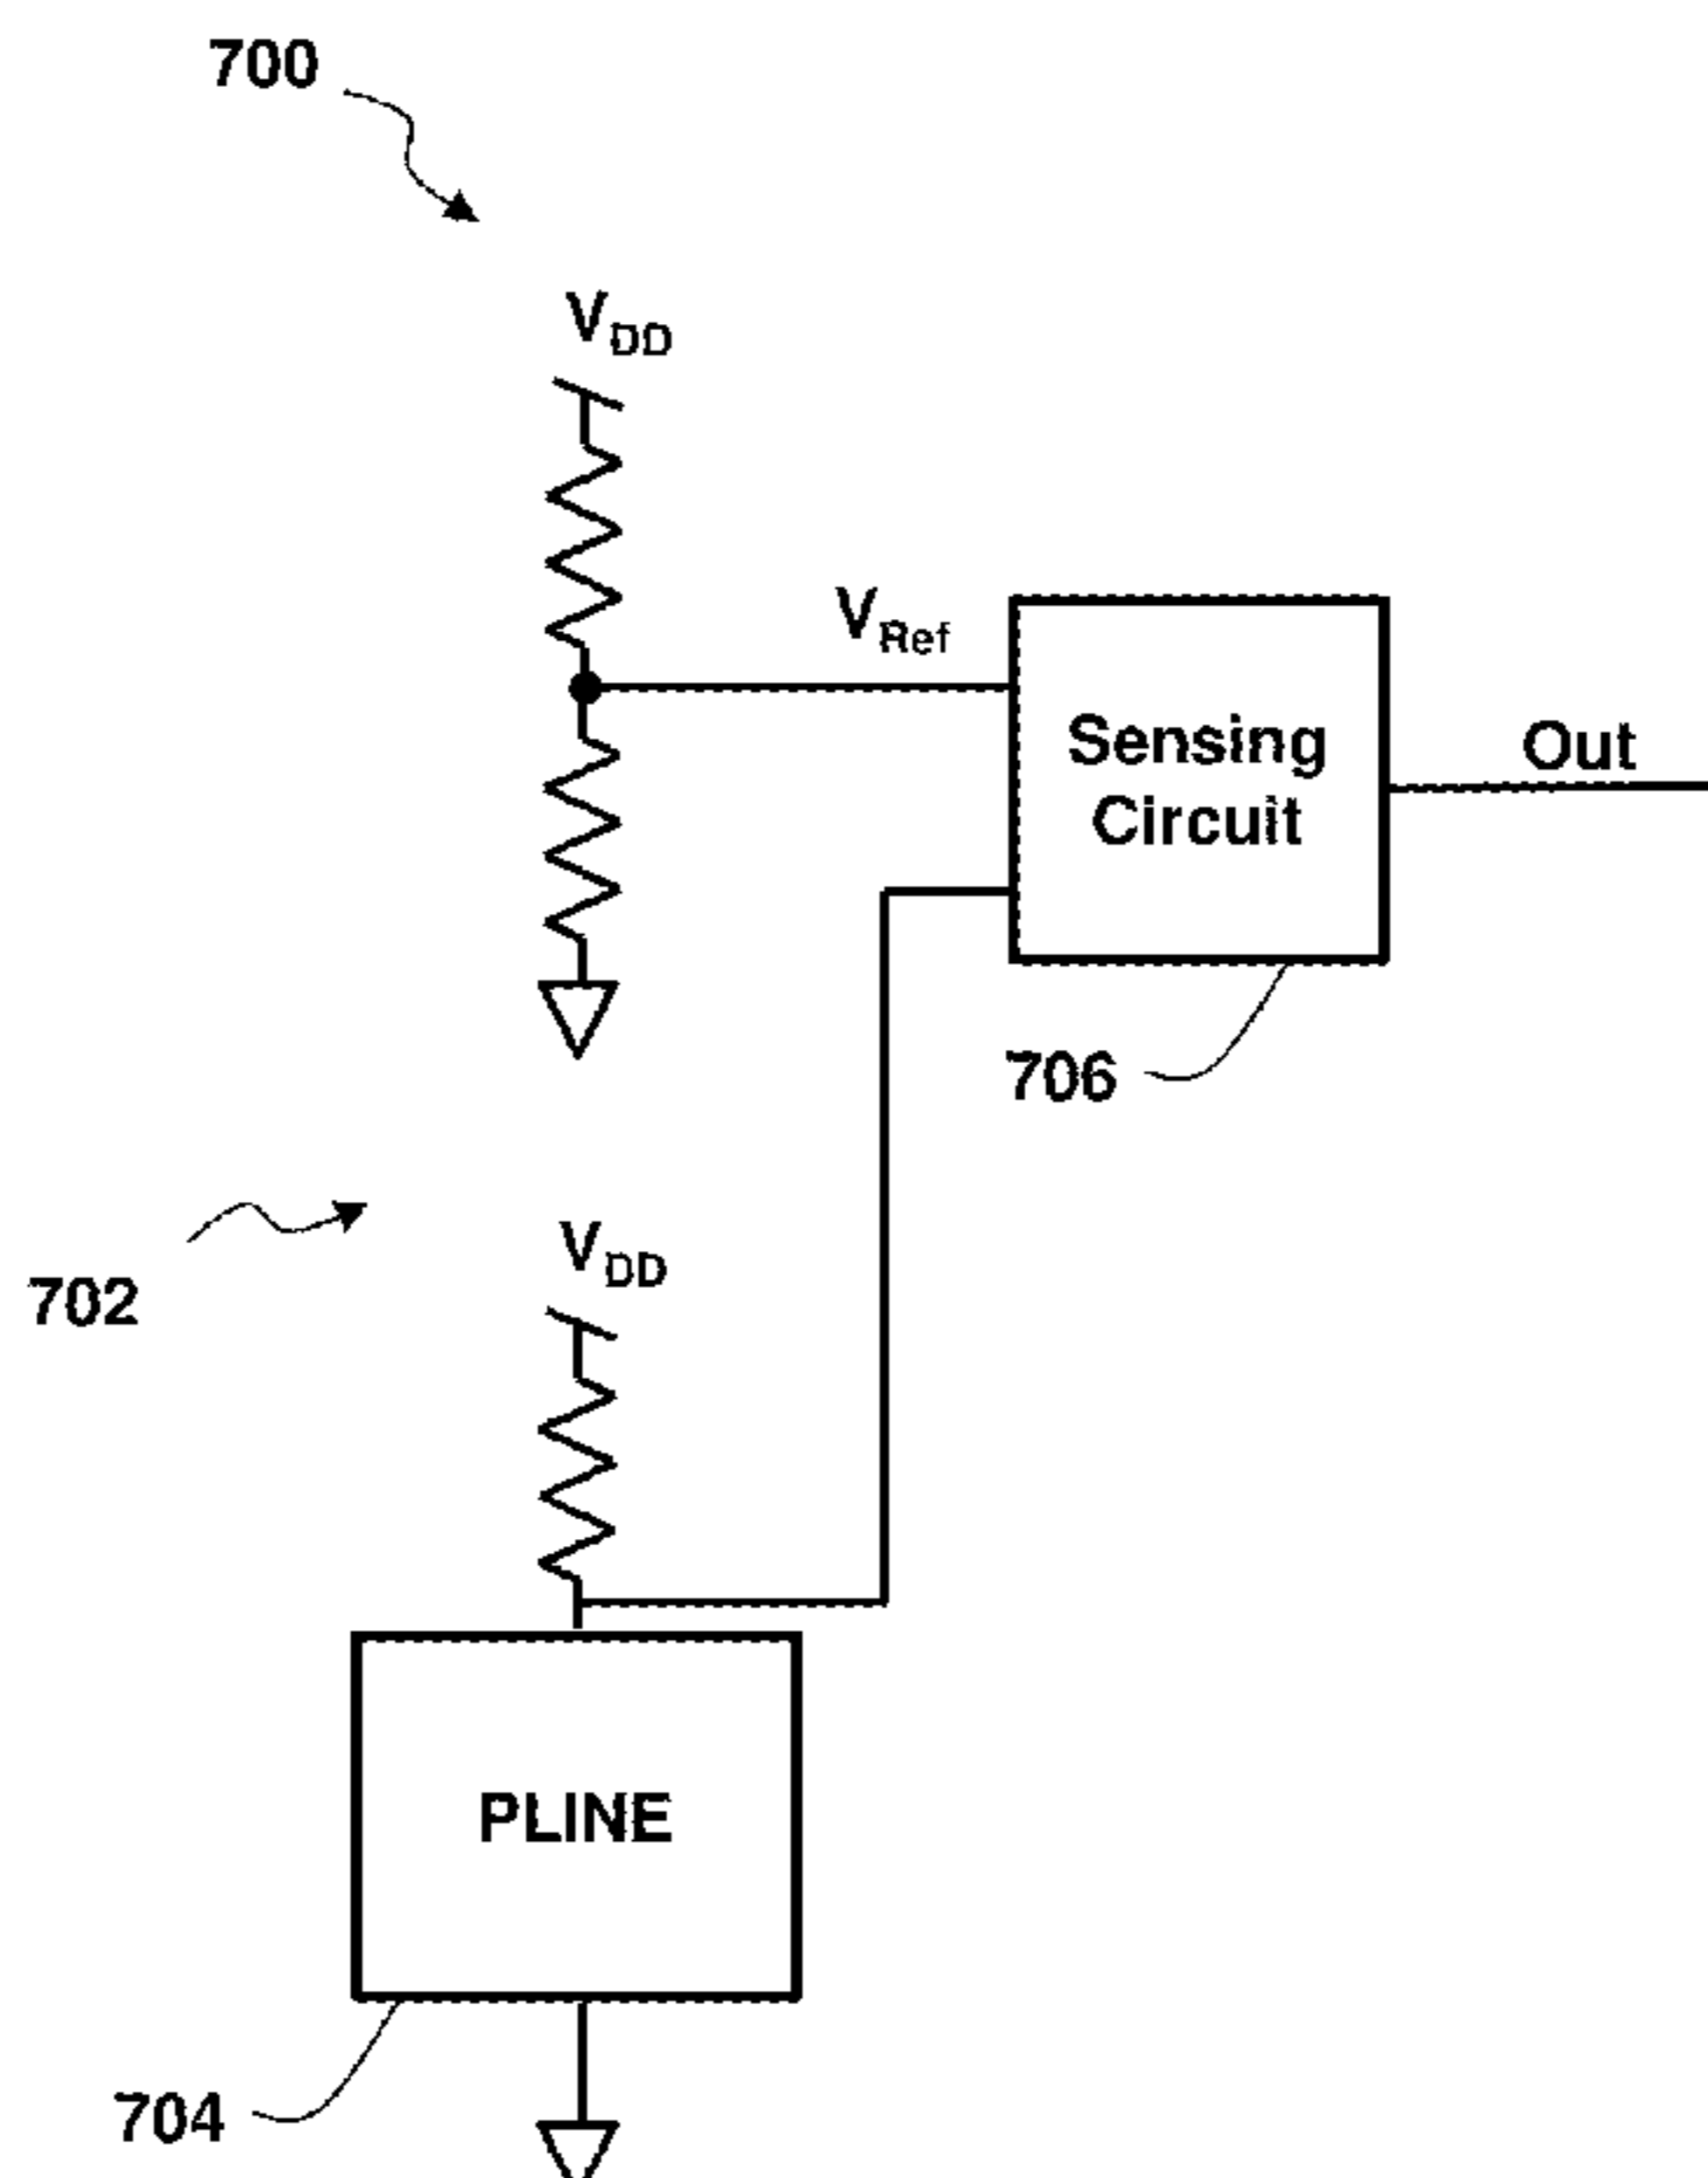 700
VDD
VRef
Sensing
Circuit
Out
706
702
VDD
PLINE
704